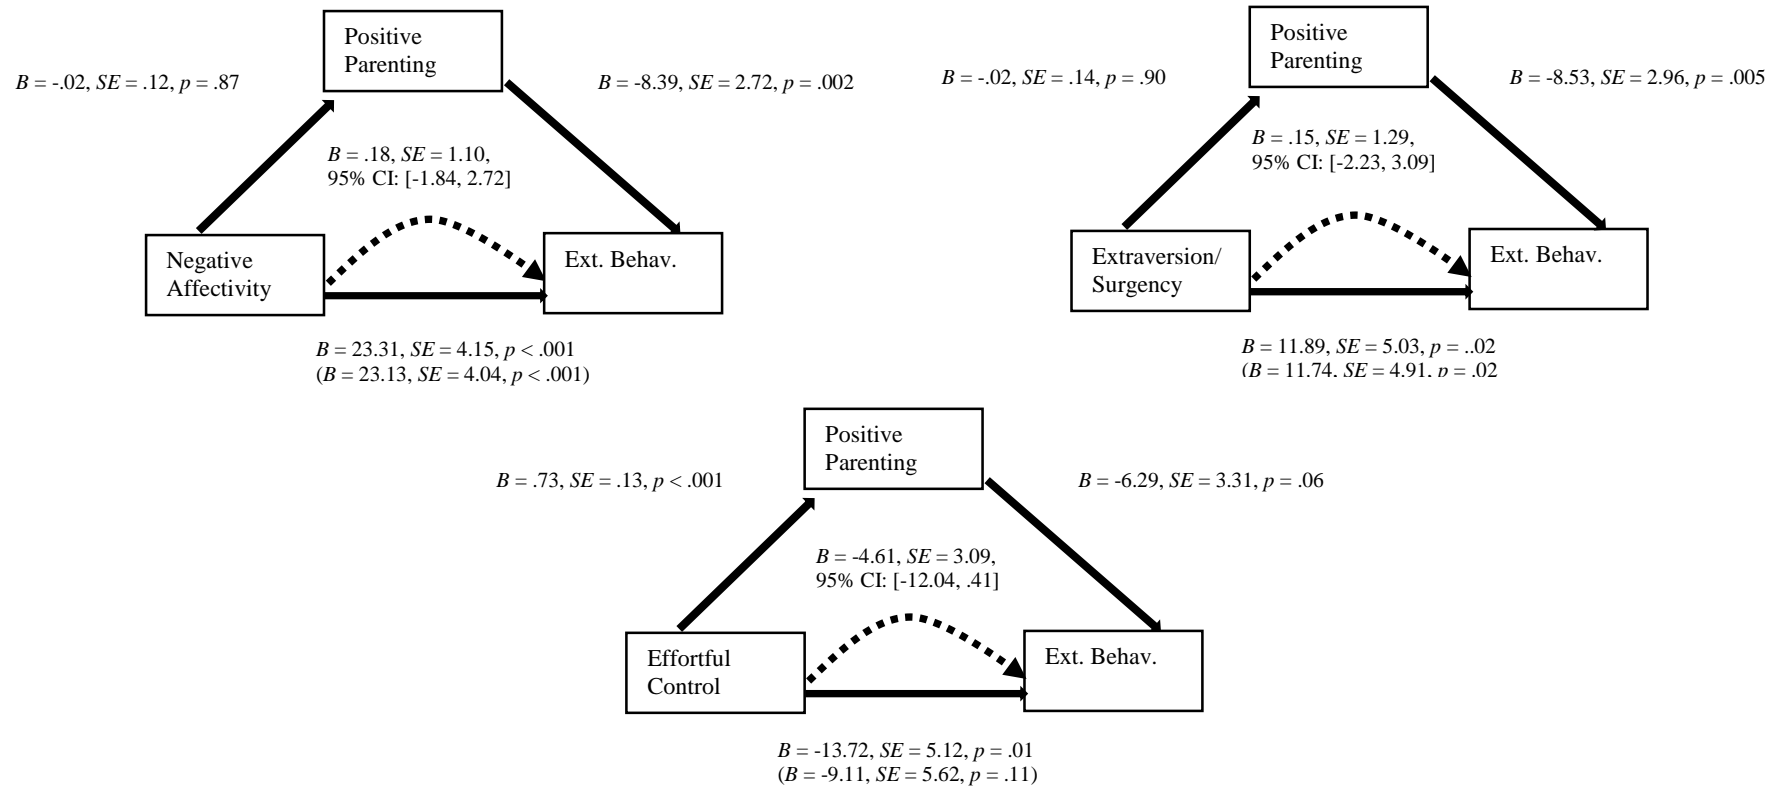 Positive
Parenting
B = -.02, SE = .12, p = .87
B = -8.39, SE = 2.72, p = .002
B = .18, SE = 1.10,
95% CI: [-1.84, 2.72]
Negative
Affectivity
Ext. Behav.
B = 23.31, SE = 4.15, p < .001
(B = 23.13, SE = 4.04, p < .001)
Positive
Parenting
B = -.02, SE = .14, p = .90
B = -8.53, SE = 2.96, p = .005
B = .15, SE = 1.29,
95% CI: [-2.23, 3.09]
Extraversion/
Surgency
Ext. Behav.
B = 11.89, SE = 5.03, p = ..02
(B = 11.74, SE = 4.91, p = .02
Positive
Parenting
B = .73, SE = .13, p < .001
B = -6.29, SE = 3.31, p = .06
B = -4.61, SE = 3.09,
95% CI: [-12.04, .41]
Effortful
Control
Ext. Behav.
B = -13.72, SE = 5.12, p = .01
(B = -9.11, SE = 5.62, p = .11)